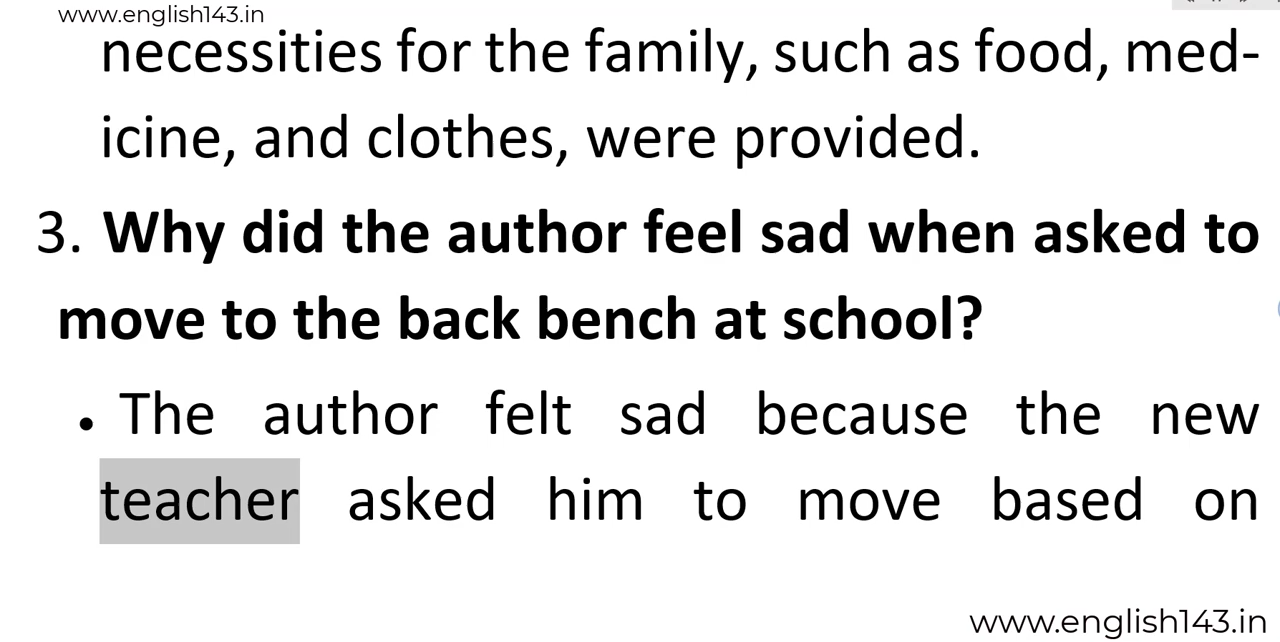 www.english143.in
necessities for the family, such as food, med-
icine, and clothes, were provided.
3. Why did the author feel sad when asked to
move to the back bench at school?
• The author felt sad because the new
teacher asked him to move based on
www.english143.in